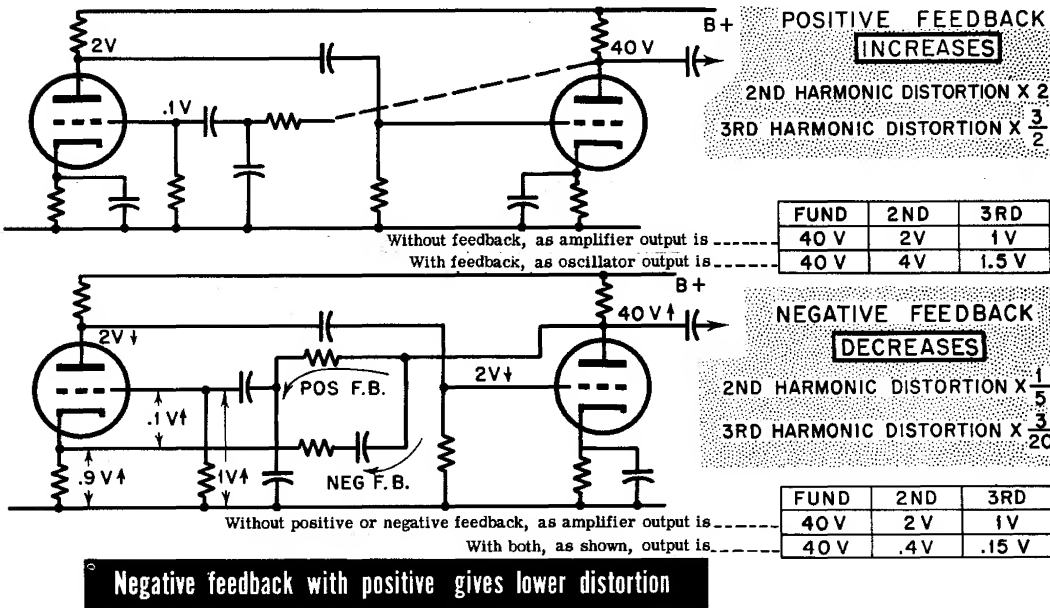 B+
2V
40 V
.1V
POSITIVE FEEDBACK
INCREASES
2ND HARMONIC DISTORTION X 2
3RD HARMONIC DISTORTION X 3/2
FUND 2ND 3RD
Without feedback, as amplifier output is 40 V 2V 1 V
With feedback, as oscillator output is 40 V 4V 1.5 V
B+
2V↓
40 V↑
POS F.B.
2V↓
.1 V↑
.9 V↑
1V↑
NEG F.B.
NEGATIVE FEEDBACK
DECREASES
2ND HARMONIC DISTORTION X 1/5
3RD HARMONIC DISTORTION X 3/20
FUND 2ND 3RD
Without positive or negative feedback, as amplifier output is 40 V 2 V 1V
With both, as shown, output is 40 V .4V .15 V
Negative feedback with positive gives lower distortion